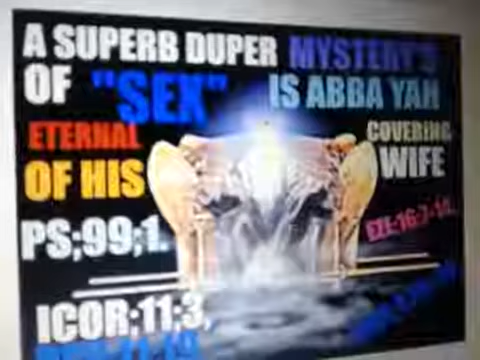 A SUPERB DUPER MYSTERY'S
OF "SEX" IS ABBA YAH
ETERNAL COVERING
OF HIS WIFE
PS;99;1.
EZE-16:7-14.
ICOR;11;3,